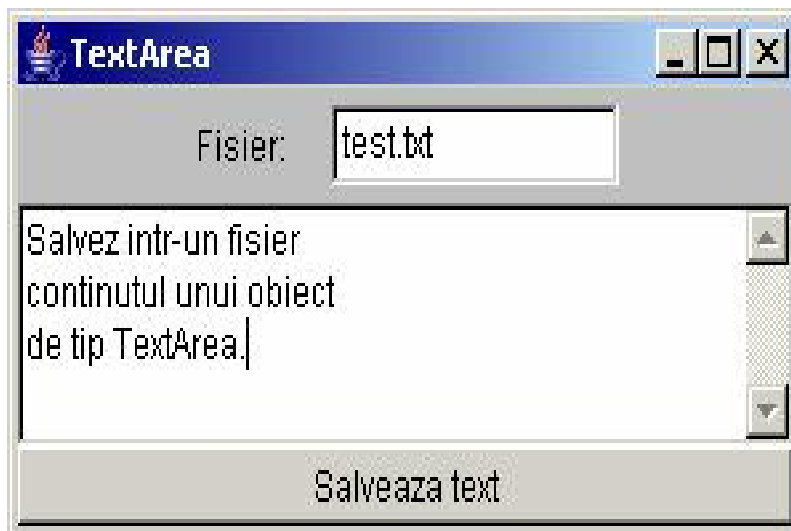 TextArea
Fisier: test.txt
Salvez intr-un fisier
continutul unui obiect
de tip TextArea.
Salveaza text